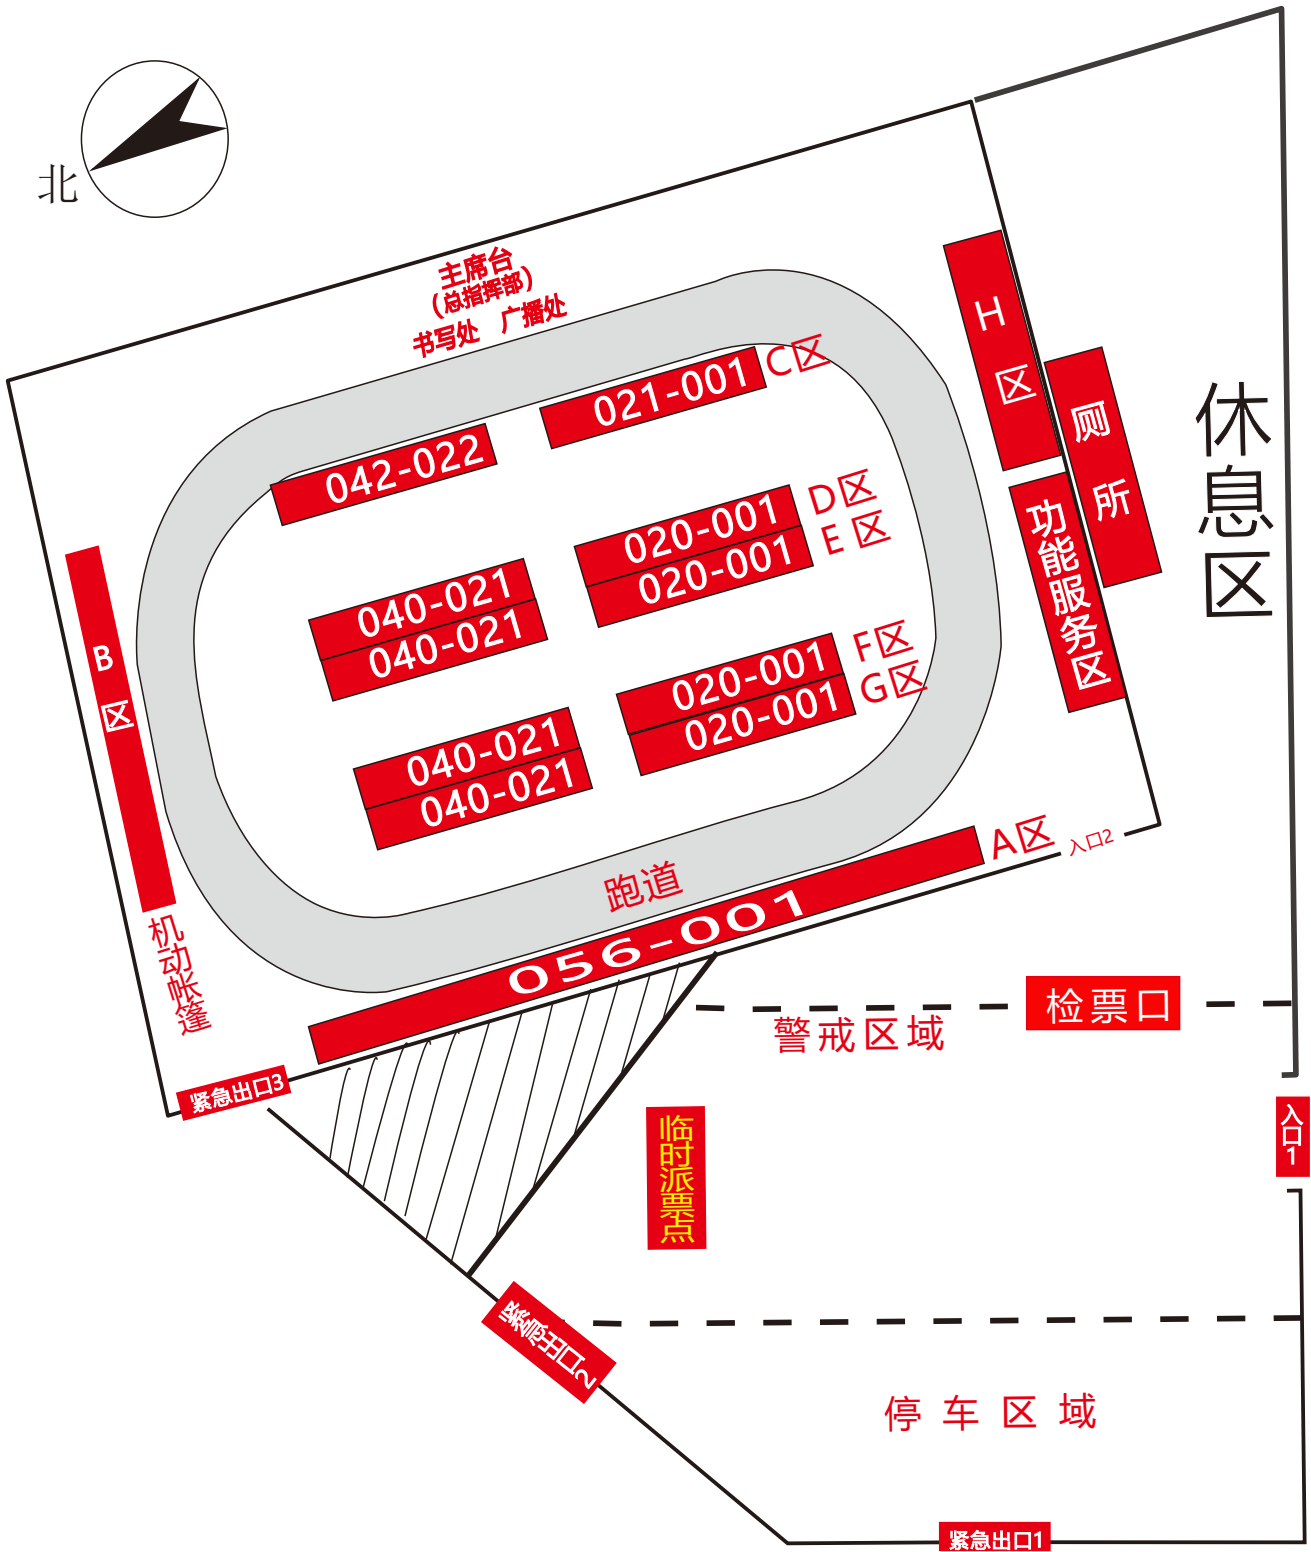 北
主席台
（总指挥部）
书写处 广播处
H区
厕所
休息区
021-001 C区
042-022
020-001 D区
020-001 E区
040-021
040-021
功能服务区
B区
020-001 F区
020-001 G区
040-021
040-021
跑道
056-001 A区
入口2
机动帐篷
紧急出口3
检票口
警戒区域
入口1
临时派票点
紧急出口2
停车区域
紧急出口1